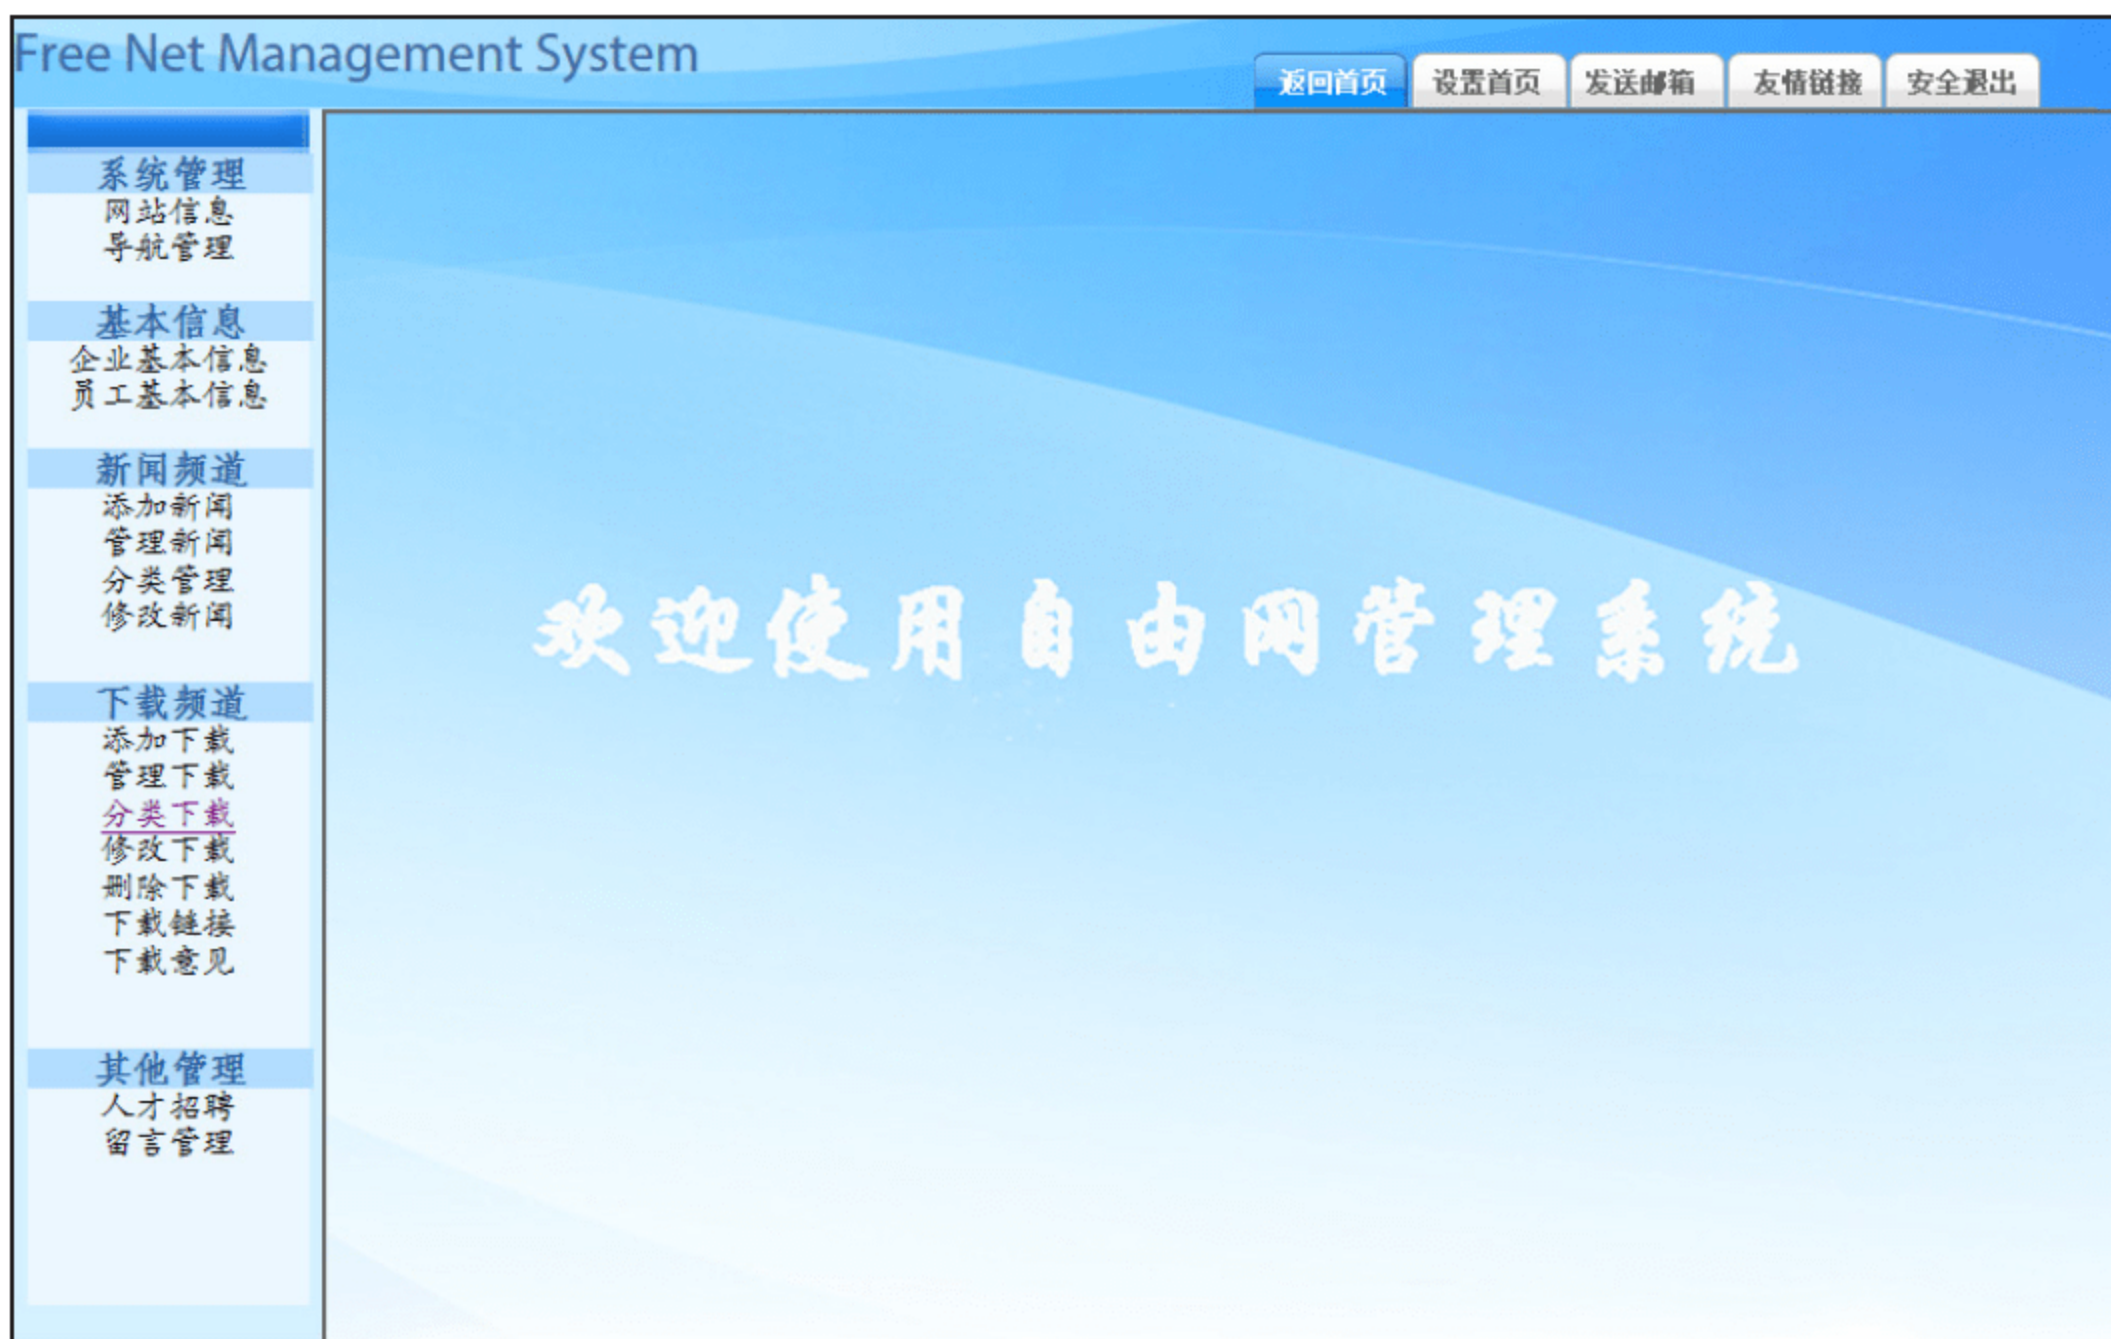 Free Net Management System
返回首页 设置首页 发送邮箱 友情链接 安全退出
系统管理
网站信息
导航管理
基本信息
企业基本信息
员工基本信息
新闻频道
添加新闻
管理新闻
分类管理
修改新闻
下载频道
添加下载
管理下载
分类下载
修改下载
删除下载
下载链接
下载意见
其他管理
人才招聘
留言管理
欢迎使用自由网管理系统